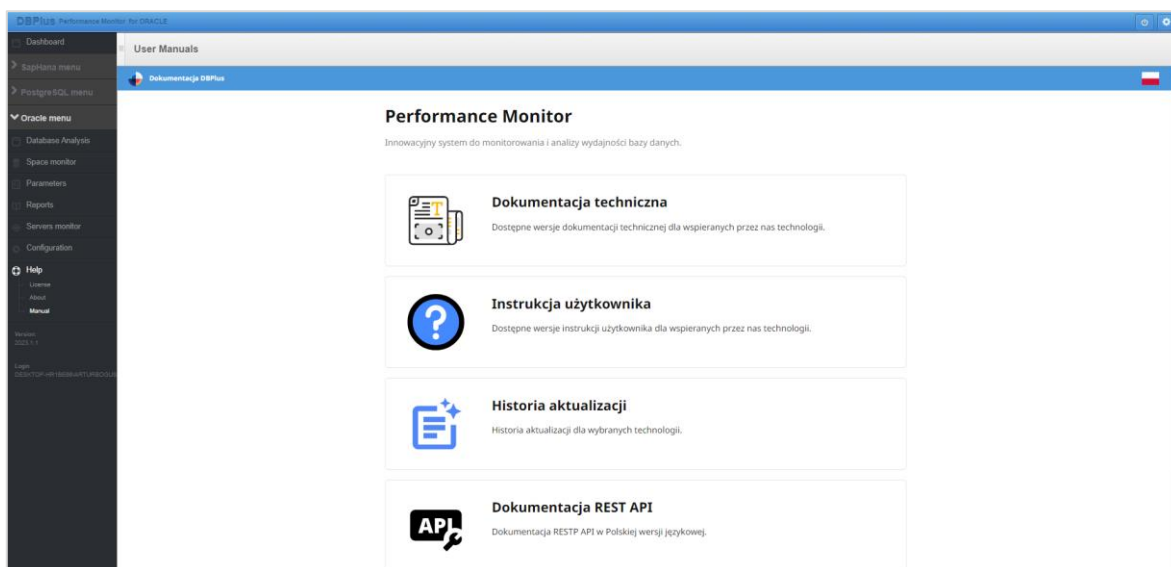 DBPlus Performance Monitor for ORACLE
Dashboard
SapHana menu
PostgreSQL menu
Oracle menu
Database Analysis
Space monitor
Parameters
Reports
Servers monitor
Configuration
Help
License
About
Manual
Version
2023.1.1
Login
User Manuals
Dokumentacja DBPlus
Performance Monitor
Innowacyjny system do monitorowania i analizy wydajności bazy danych.
Dokumentacja techniczna
Dostępne wersje dokumentacji technicznej dla wspieranych przez nas technologii.
Instrukcja użytkownika
Dostępne wersje instrukcji użytkownika dla wspieranych przez nas technologii.
Historia aktualizacji
Historia aktualizacji dla wybranych technologii.
API
Dokumentacja REST API
Dokumentacja RESTP API w Polskiej wersji językowej.